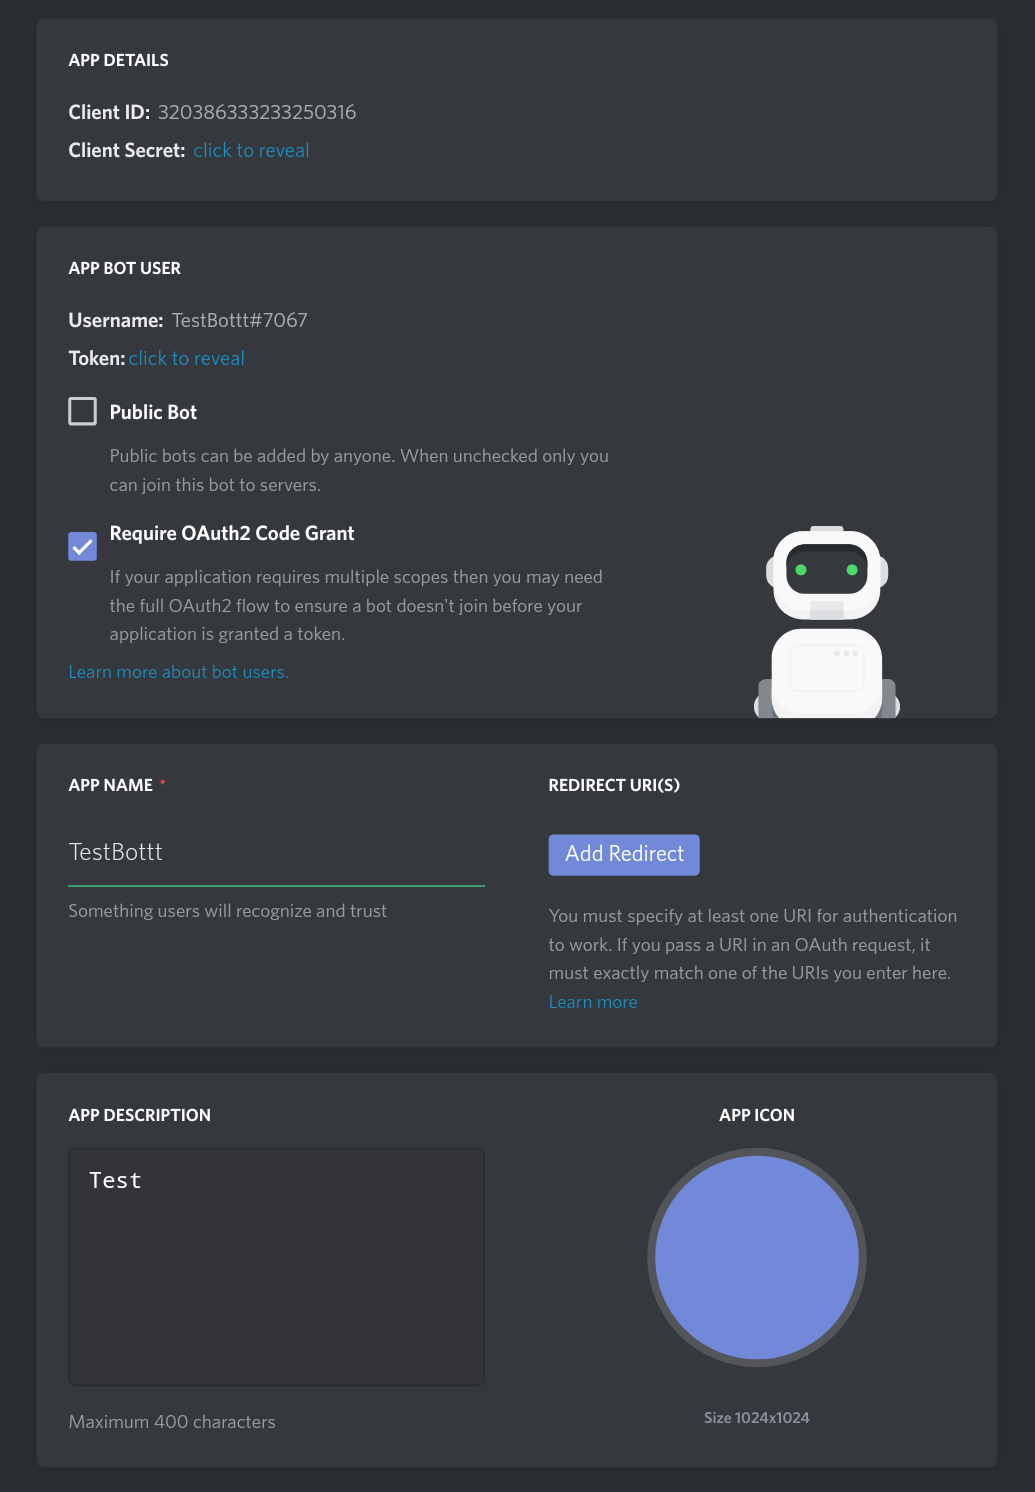 APP DETAILS
Client ID: 320386333233250316
Client Secret: click to reveal
APP BOT USER
Username: TestBottt#7067
Token: click to reveal
Public Bot
Public bots can be added by anyone. When unchecked only you
can join this bot to servers.
Require OAuth2 Code Grant
If your application requires multiple scopes then you may need
the full OAuth2 flow to ensure a bot doesn't join before your
application is granted a token.
Learn more about bot users.
APP NAME *
TestBottt
Something users will recognize and trust
REDIRECT URI(S)
Add Redirect
You must specify at least one URI for authentication
to work. If you pass a URI in an OAuth request, it
must exactly match one of the URIs you enter here.
Learn more
APP DESCRIPTION
Test
Maximum 400 characters
APP ICON
Size 1024x1024